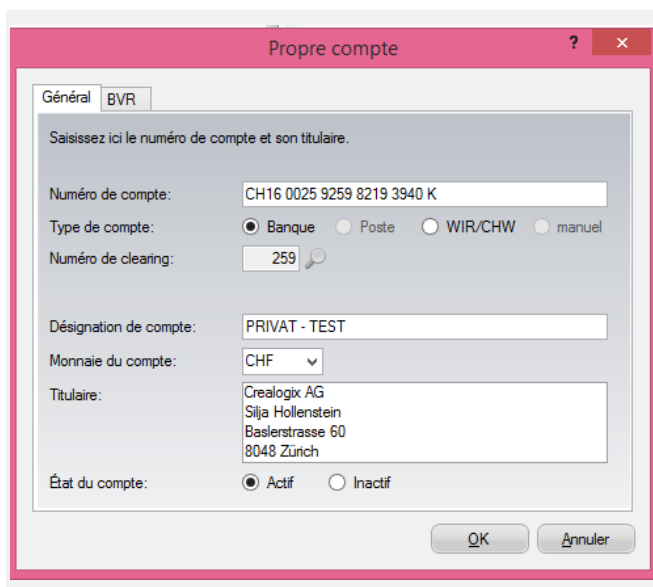 Propre compte ? ×
Général BVR
Saisissez ici le numéro de compte et son titulaire.
Numéro de compte: CH16 0025 9259 8219 3940 K
Type de compte: Banque Poste WIR/CHW manuel
Numéro de clearing: 259
Désignation de compte: PRIVAT - TEST
Monnaie du compte: CHF
Titulaire: Crealogix AG
Silja Hollenstein
Baslerstrasse 60
8048 Zürich
État du compte: Actif Inactif
OK Annuler